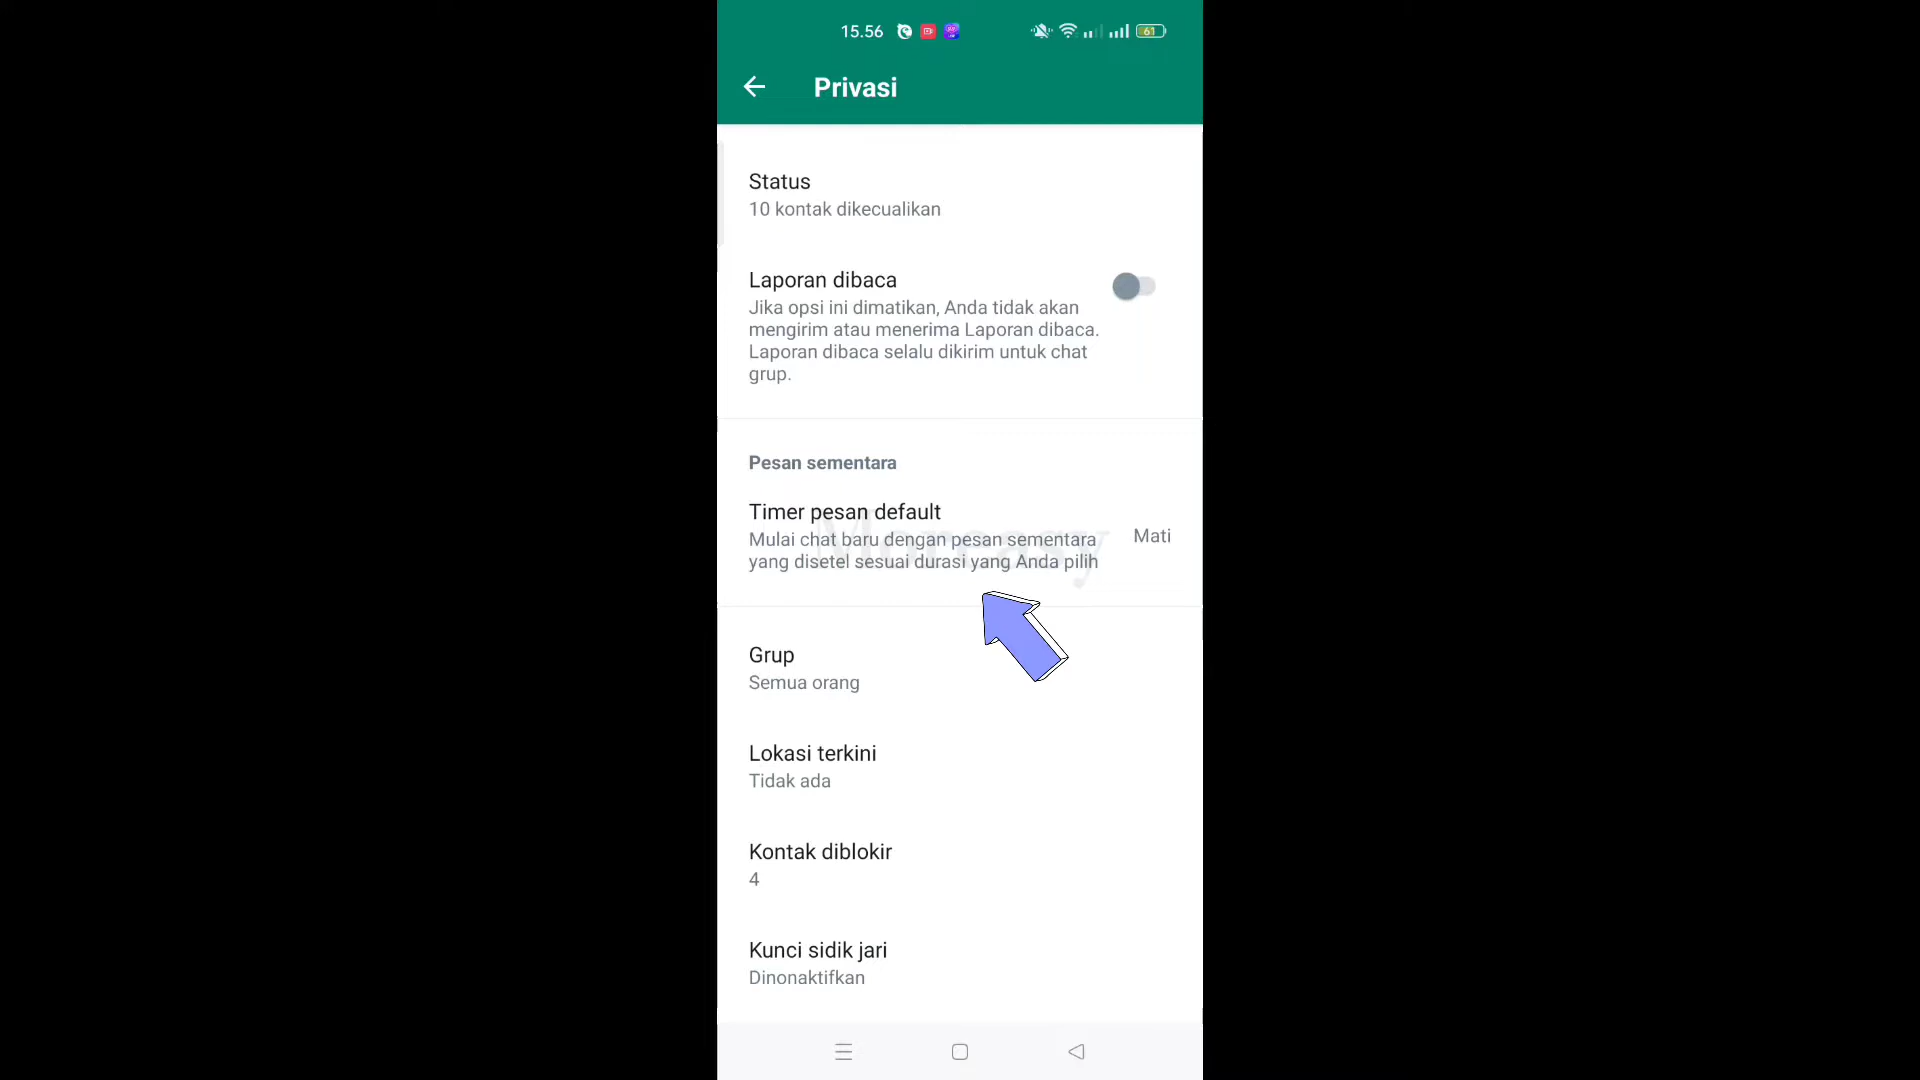 15.56
61
Privasi
Status
10 kontak dikecualikan
Laporan dibaca
Jika opsi ini dimatikan, Anda tidak akan
mengirim atau menerima Laporan dibaca.
Laporan dibaca selalu dikirim untuk chat
grup.
Pesan sementara
Timer pesan default
Mulai chat baru dengan pesan sementara
yang disetel sesuai durasi yang Anda pilih
Mati
Moreasy
Grup
Semua orang
Lokasi terkini
Tidak ada
Kontak diblokir
4
Kunci sidik jari
Dinonaktifkan